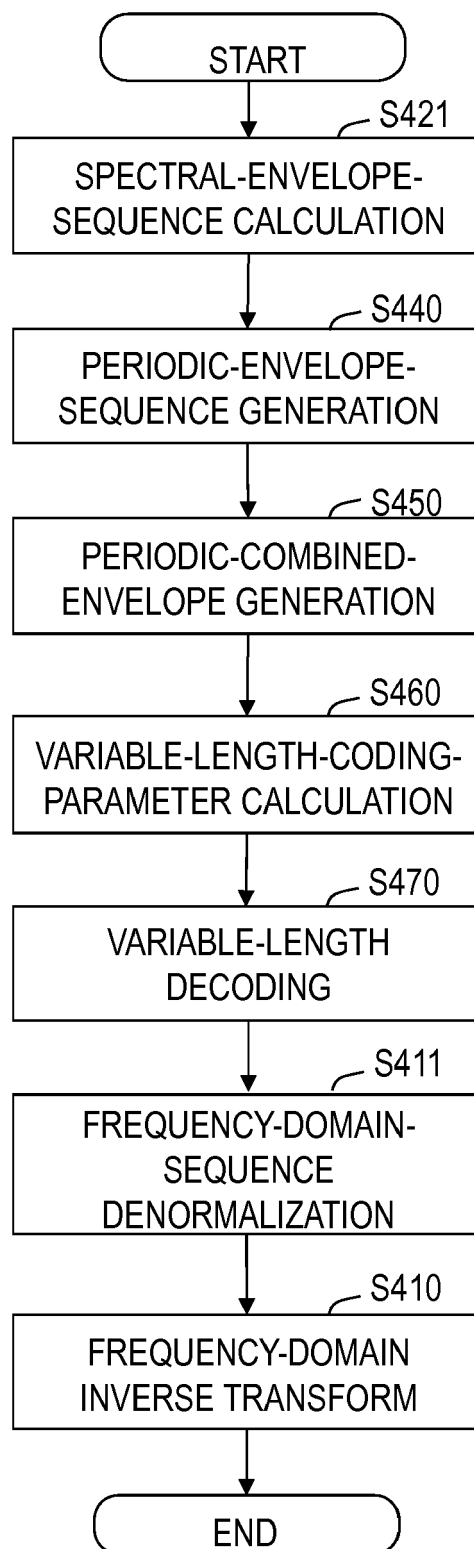 START
S421
SPECTRAL-ENVELOPE-
SEQUENCE CALCULATION
S440
PERIODIC-ENVELOPE-
SEQUENCE GENERATION
S450
PERIODIC-COMBINED-
ENVELOPE GENERATION
S460
VARIABLE-LENGTH-CODING-
PARAMETER CALCULATION
S470
VARIABLE-LENGTH
DECODING
S411
FREQUENCY-DOMAIN-
SEQUENCE
DENORMALIZATION
S410
FREQUENCY-DOMAIN
INVERSE TRANSFORM
END